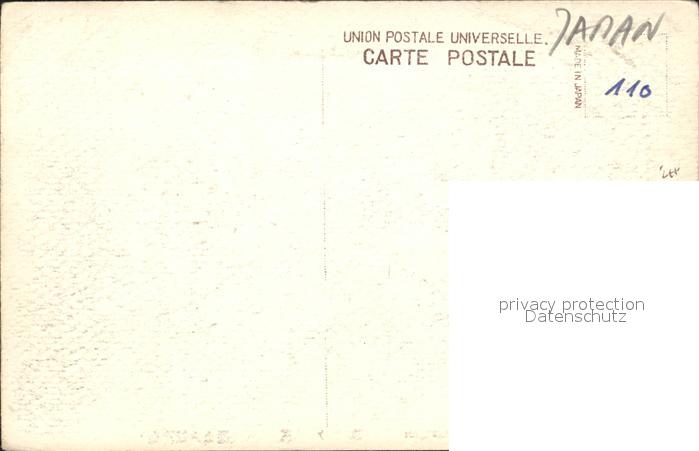 UNION POSTALE UNIVERSELLE.
CARTE POSTALE
JAPAN
MADE IN JAPAN
110
privacy protection
Datenschutz